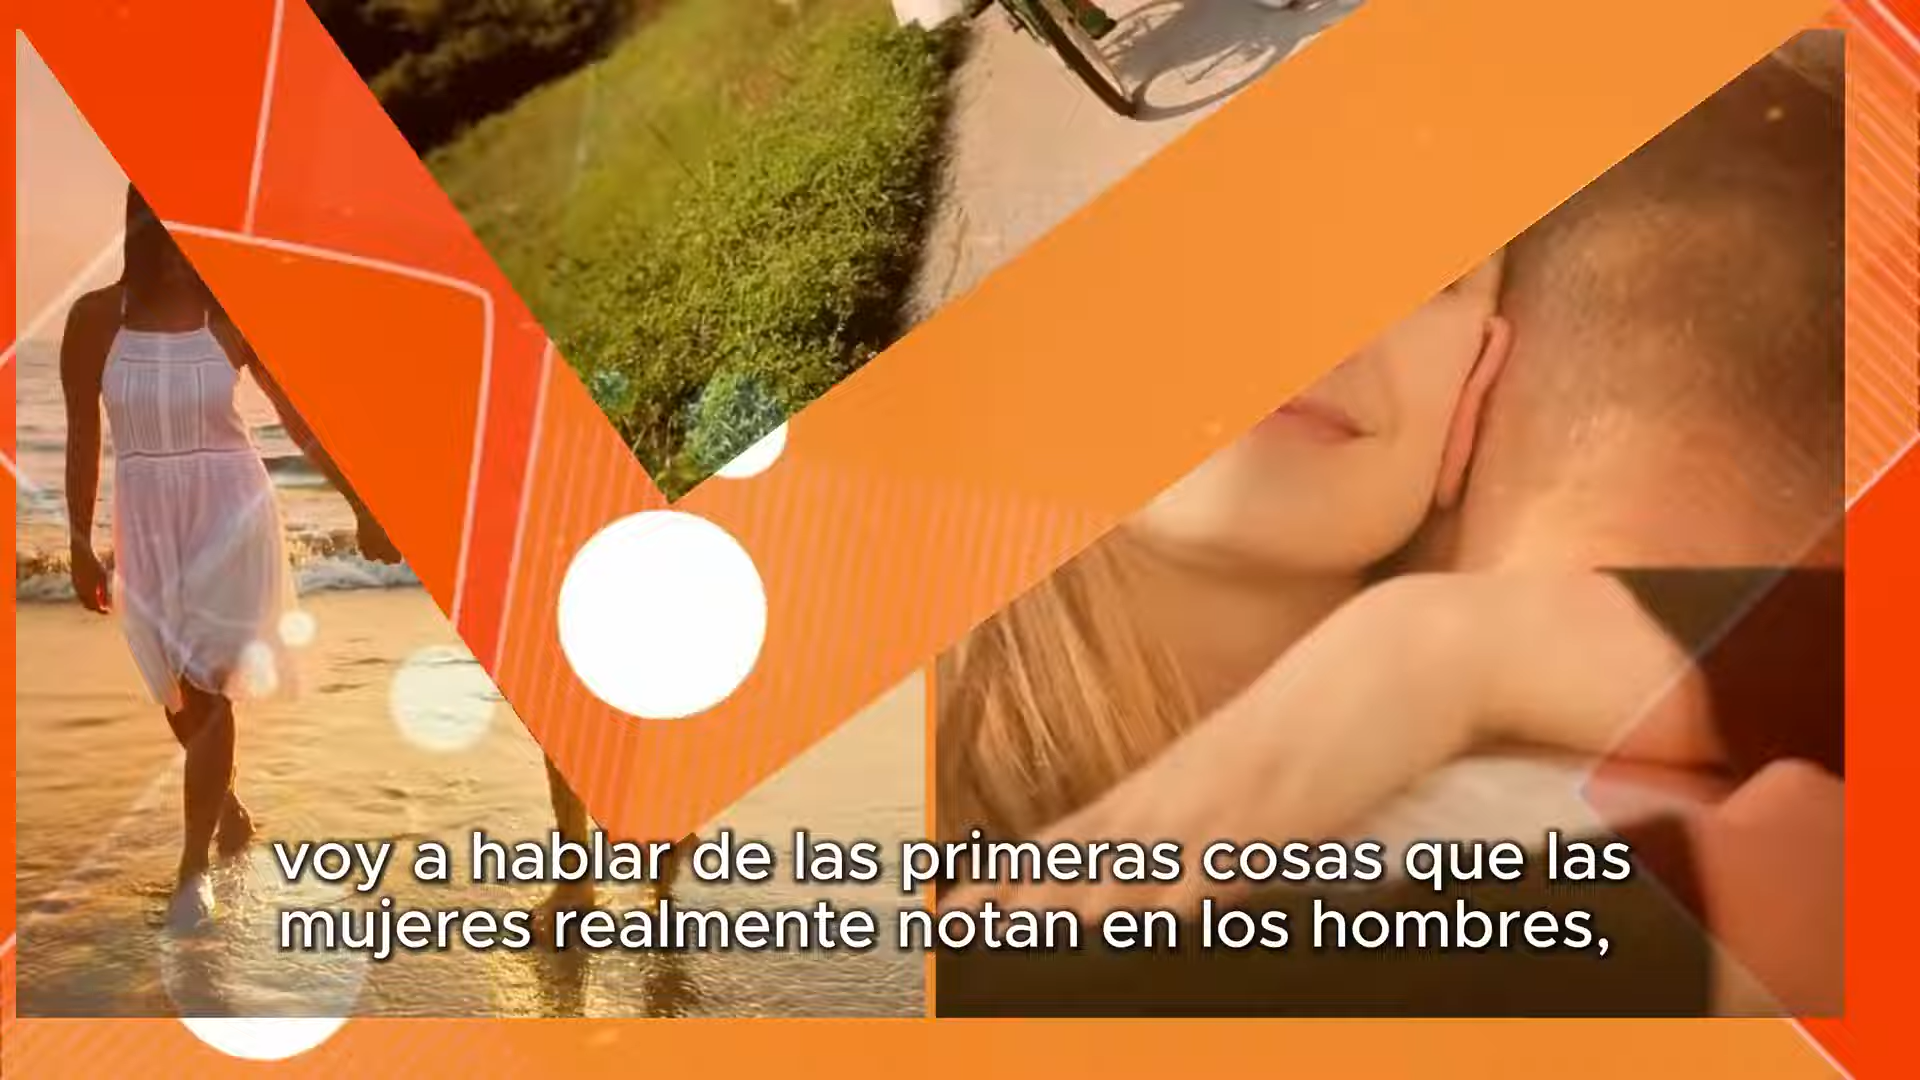 voy a hablar de las primeras cosas que las
mujeres realmente notan en los hombres,